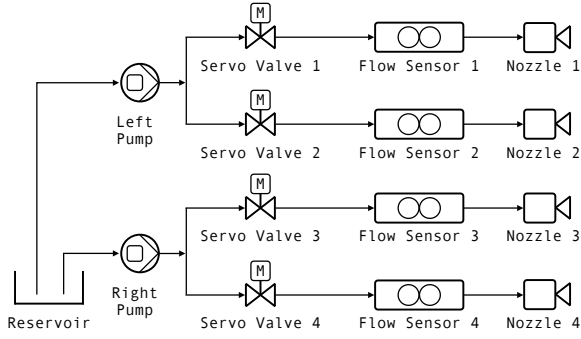 M
Servo Valve 1 Flow Sensor 1 Nozzle 1
Left
Pump
M
Servo Valve 2 Flow Sensor 2 Nozzle 2
M
Servo Valve 3 Flow Sensor 3 Nozzle 3
Right
Pump
M
Reservoir
Servo Valve 4 Flow Sensor 4 Nozzle 4